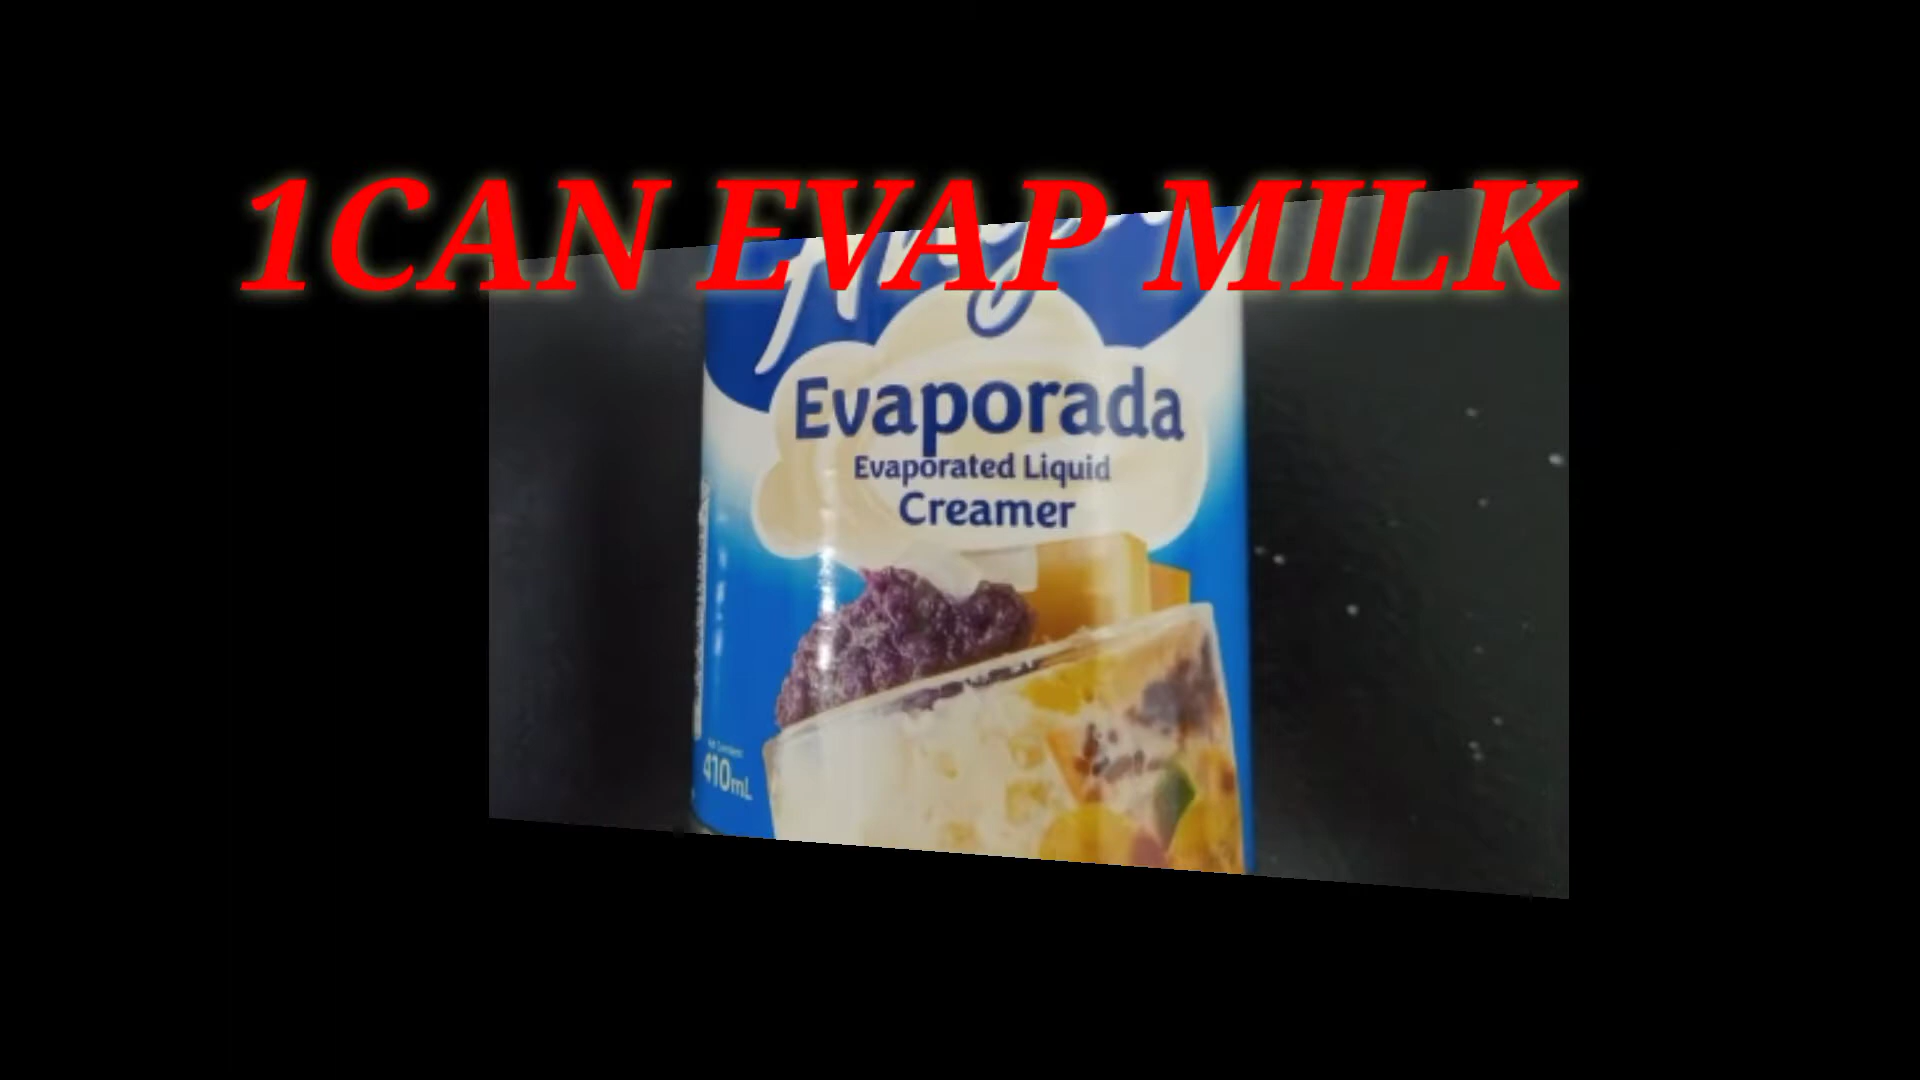 1CAN EVAP MILK
Evaporada
Evaporated Liquid
Creamer
410mL